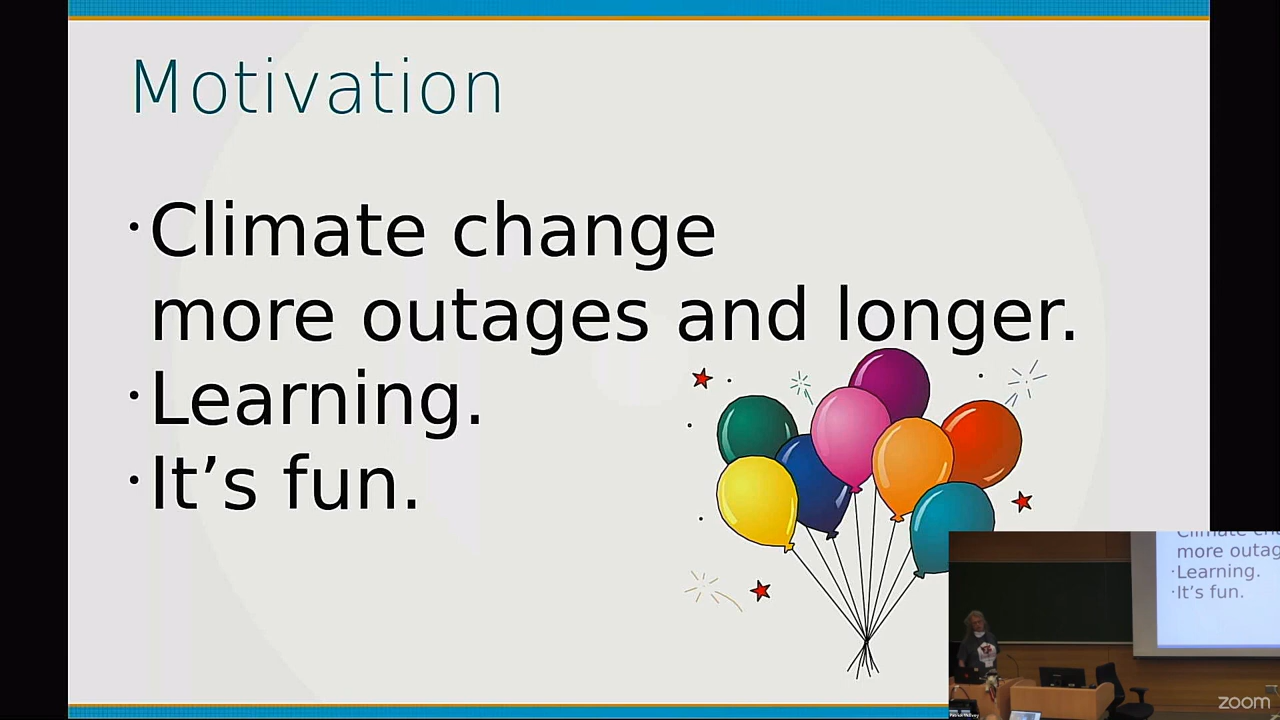 Motivation
·Climate change
more outages and longer.
·Learning.
·It’s fun.
more outag
·Learning.
·It's fun.
zoom